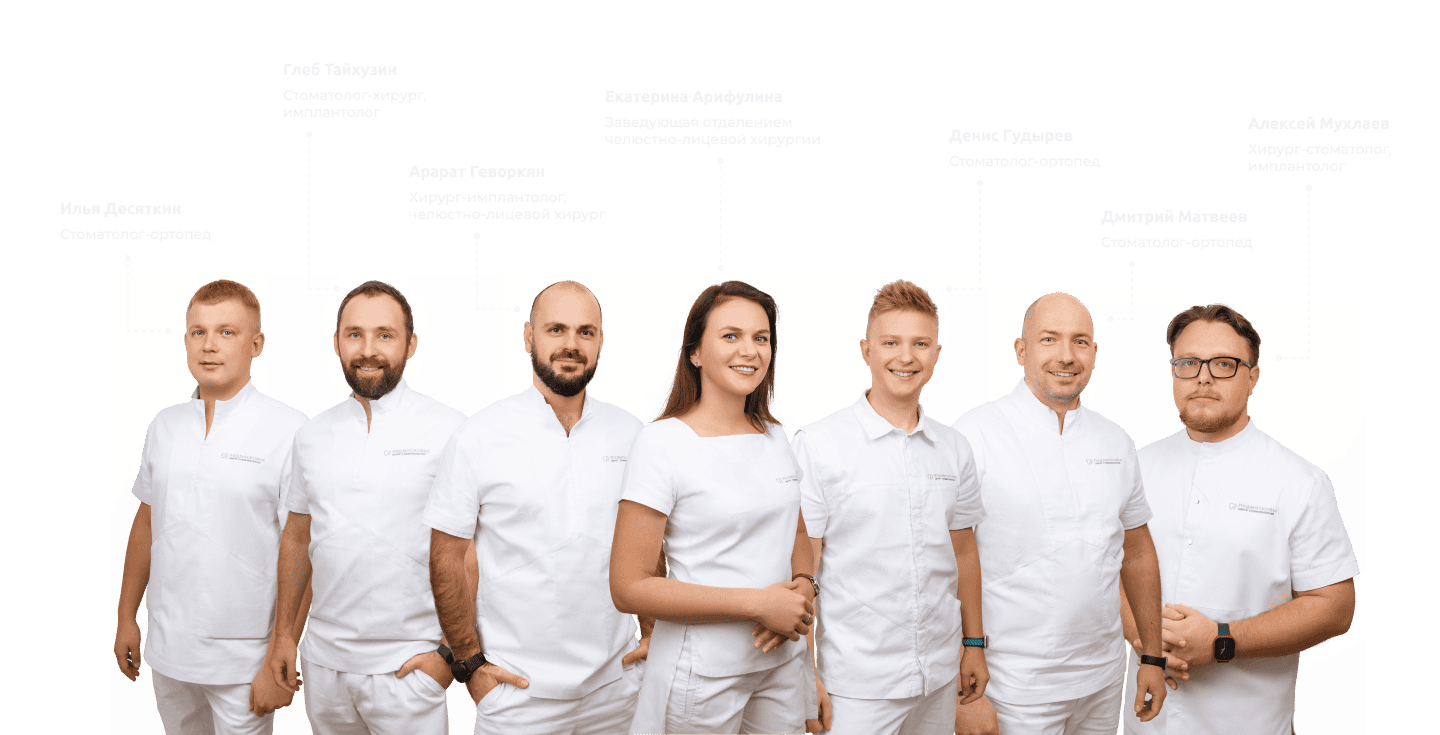 Глеб Тайхузин
Стоматолог-хирург,
имплантолог
Екатерина Арифулина
Заведующая отделением
челюстно-лицевой хирургии
Алексей Мухлаев
Хирург-стоматолог,
имплантолог
Денис Гудырев
Стоматолог-ортопед
Арарат Геворкян
Хирург-имплантолог,
челюстно-лицевой хирург
Илья Десяткин
Стоматолог-ортопед
Дмитрий Матвеев
Стоматолог-ортопед